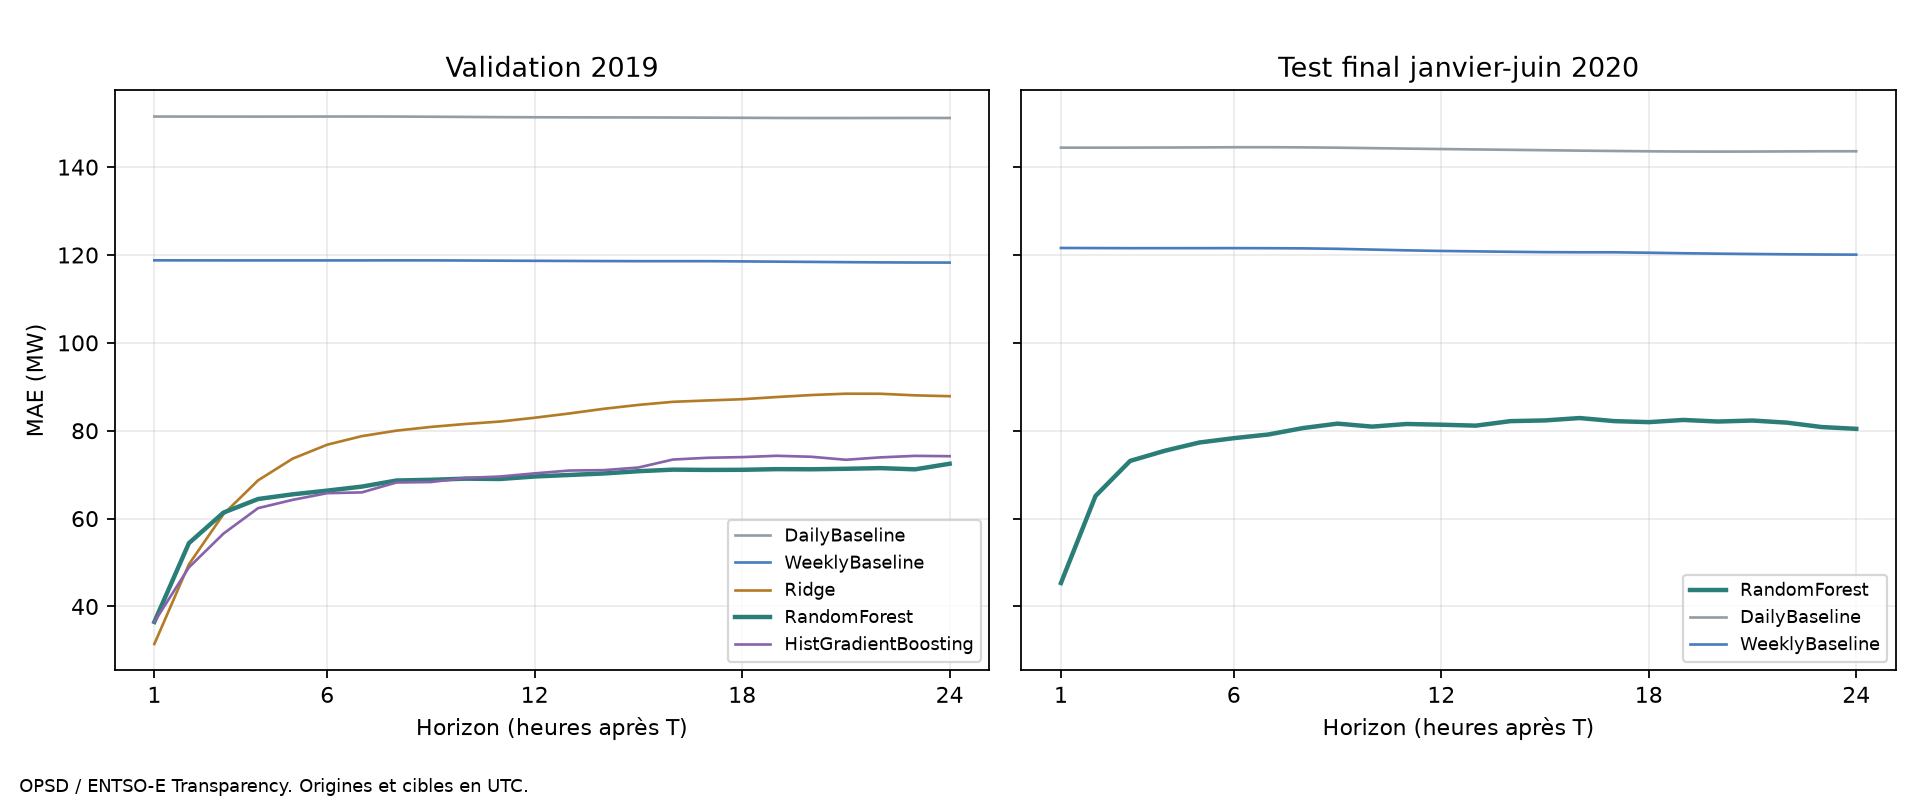 Validation 2019
Test final janvier-juin 2020
MAE (MW)
140
120
100
80
60
40
DailyBaseline
WeeklyBaseline
Ridge
RandomForest
HistGradientBoosting
1 6 12 18 24
Horizon (heures après T)
RandomForest
DailyBaseline
WeeklyBaseline
1 6 12 18 24
Horizon (heures après T)
OPSD / ENTSO-E Transparency. Origines et cibles en UTC.